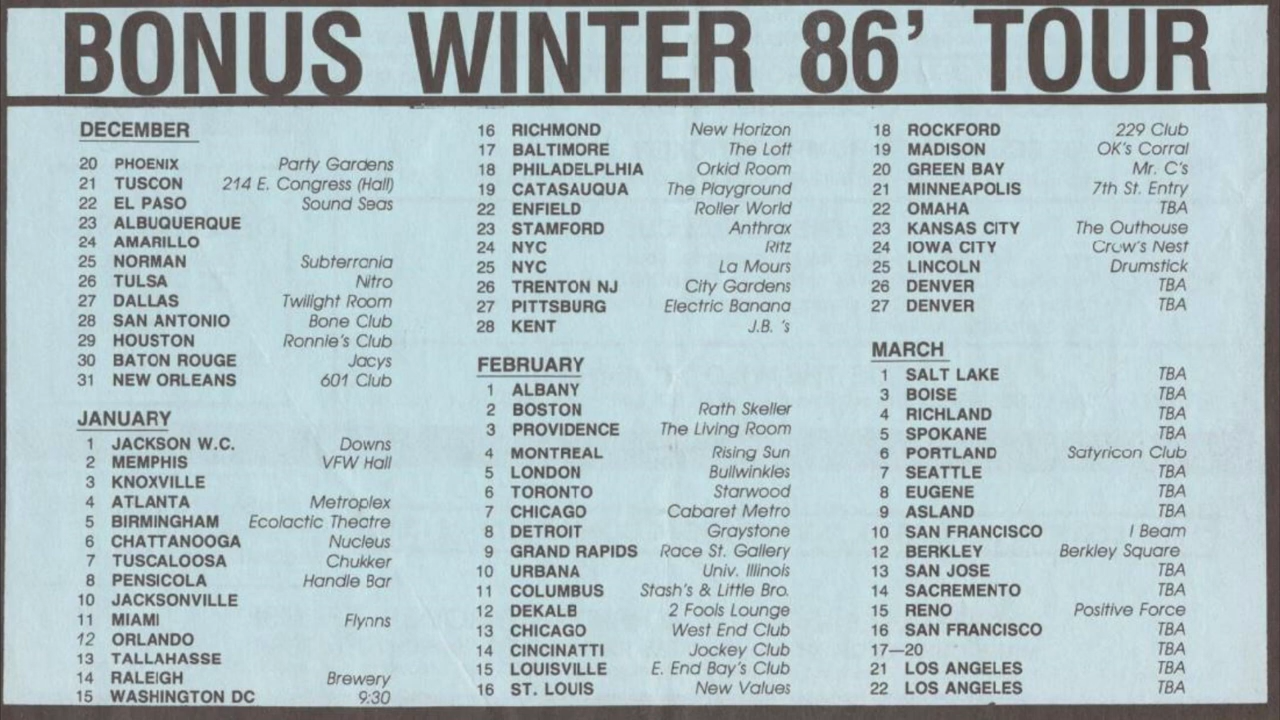 BONUS WINTER 86' TOUR
DECEMBER
20 PHOENIX Party Gardens
21 TUSCON 214 E. Congress (Hall)
22 EL PASO Sound Seas
23 ALBUQUERQUE
24 AMARILLO
25 NORMAN Subterrania
26 TULSA Nitro
27 DALLAS Twilight Room
28 SAN ANTONIO Bone Club
29 HOUSTON Ronnie's Club
30 BATON ROUGE Jacys
31 NEW ORLEANS 601 Club
JANUARY
1 JACKSON W.C. Downs
2 MEMPHIS VFW Hall
3 KNOXVILLE
4 ATLANTA Metroplex
5 BIRMINGHAM Ecolactic Theatre
6 CHATTANOOGA Nucleus
7 TUSCALOOSA Chukker
8 PENSICOLA Handle Bar
10 JACKSONVILLE
11 MIAMI Flynns
12 ORLANDO
13 TALLAHASSE
14 RALEIGH Brewery
15 WASHINGTON DC 9:30
16 RICHMOND New Horizon
17 BALTIMORE The Loft
18 PHILADELPLHIA Orkid Room
19 CATASAUQUA The Playground
22 ENFIELD Roller World
23 STAMFORD Anthrax
24 NYC Ritz
25 NYC La Mours
26 TRENTON NJ City Gardens
27 PITTSBURG Electric Banana
28 KENT J.B. 's
FEBRUARY
1 ALBANY
2 BOSTON Rath Skeller
3 PROVIDENCE The Living Room
4 MONTREAL Rising Sun
5 LONDON Bullwinkles
6 TORONTO Starwood
7 CHICAGO Cabaret Metro
8 DETROIT Graystone
9 GRAND RAPIDS Race St. Gallery
10 URBANA Univ. Illinois
11 COLUMBUS Stash's & Little Bro.
12 DEKALB 2 Fools Lounge
13 CHICAGO West End Club
14 CINCINATTI Jockey Club
15 LOUISVILLE E. End Bay's Club
16 ST. LOUIS New Values
18 ROCKFORD 229 Club
19 MADISON OK's Corral
20 GREEN BAY Mr. C's
21 MINNEAPOLIS 7th St. Entry
22 OMAHA TBA
23 KANSAS CITY The Outhouse
24 IOWA CITY Crow's Nest
25 LINCOLN Drumstick
26 DENVER TBA
27 DENVER TBA
MARCH
1 SALT LAKE TBA
3 BOISE TBA
4 RICHLAND TBA
5 SPOKANE TBA
6 PORTLAND Satyricon Club
7 SEATTLE TBA
8 EUGENE TBA
9 ASLAND TBA
10 SAN FRANCISCO I Beam
12 BERKLEY Berkley Square
13 SAN JOSE TBA
14 SACREMENTO TBA
15 RENO Positive Force
16 SAN FRANCISCO TBA
17—20 TBA
21 LOS ANGELES TBA
22 LOS ANGELES TBA